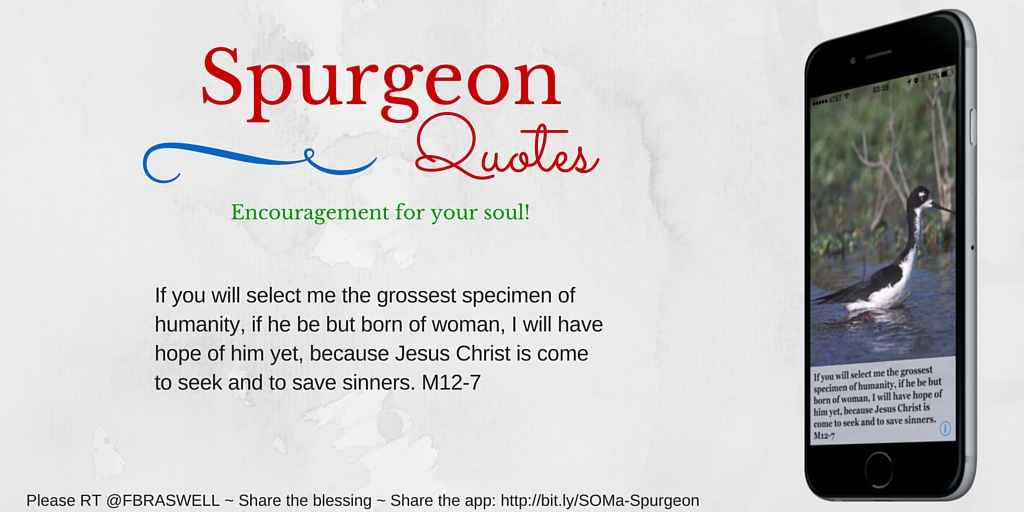 Spurgeon
Quotes
Encouragement for your soul!
If you will select me the grossest specimen of
humanity, if he be but born of woman, I will have
hope of him yet, because Jesus Christ is come
to seek and to save sinners. M12-7
Please RT @FBRASWELL ~ Share the blessing ~ Share the app: http://bit.ly/SOMa-Spurgeon
AT&T 03:35 57%
If you will select me the grossest
specimen of humanity, if he be but
born of woman, I will have hope of
him yet, because Jesus Christ is
come to seek and to save sinners.
M12-7